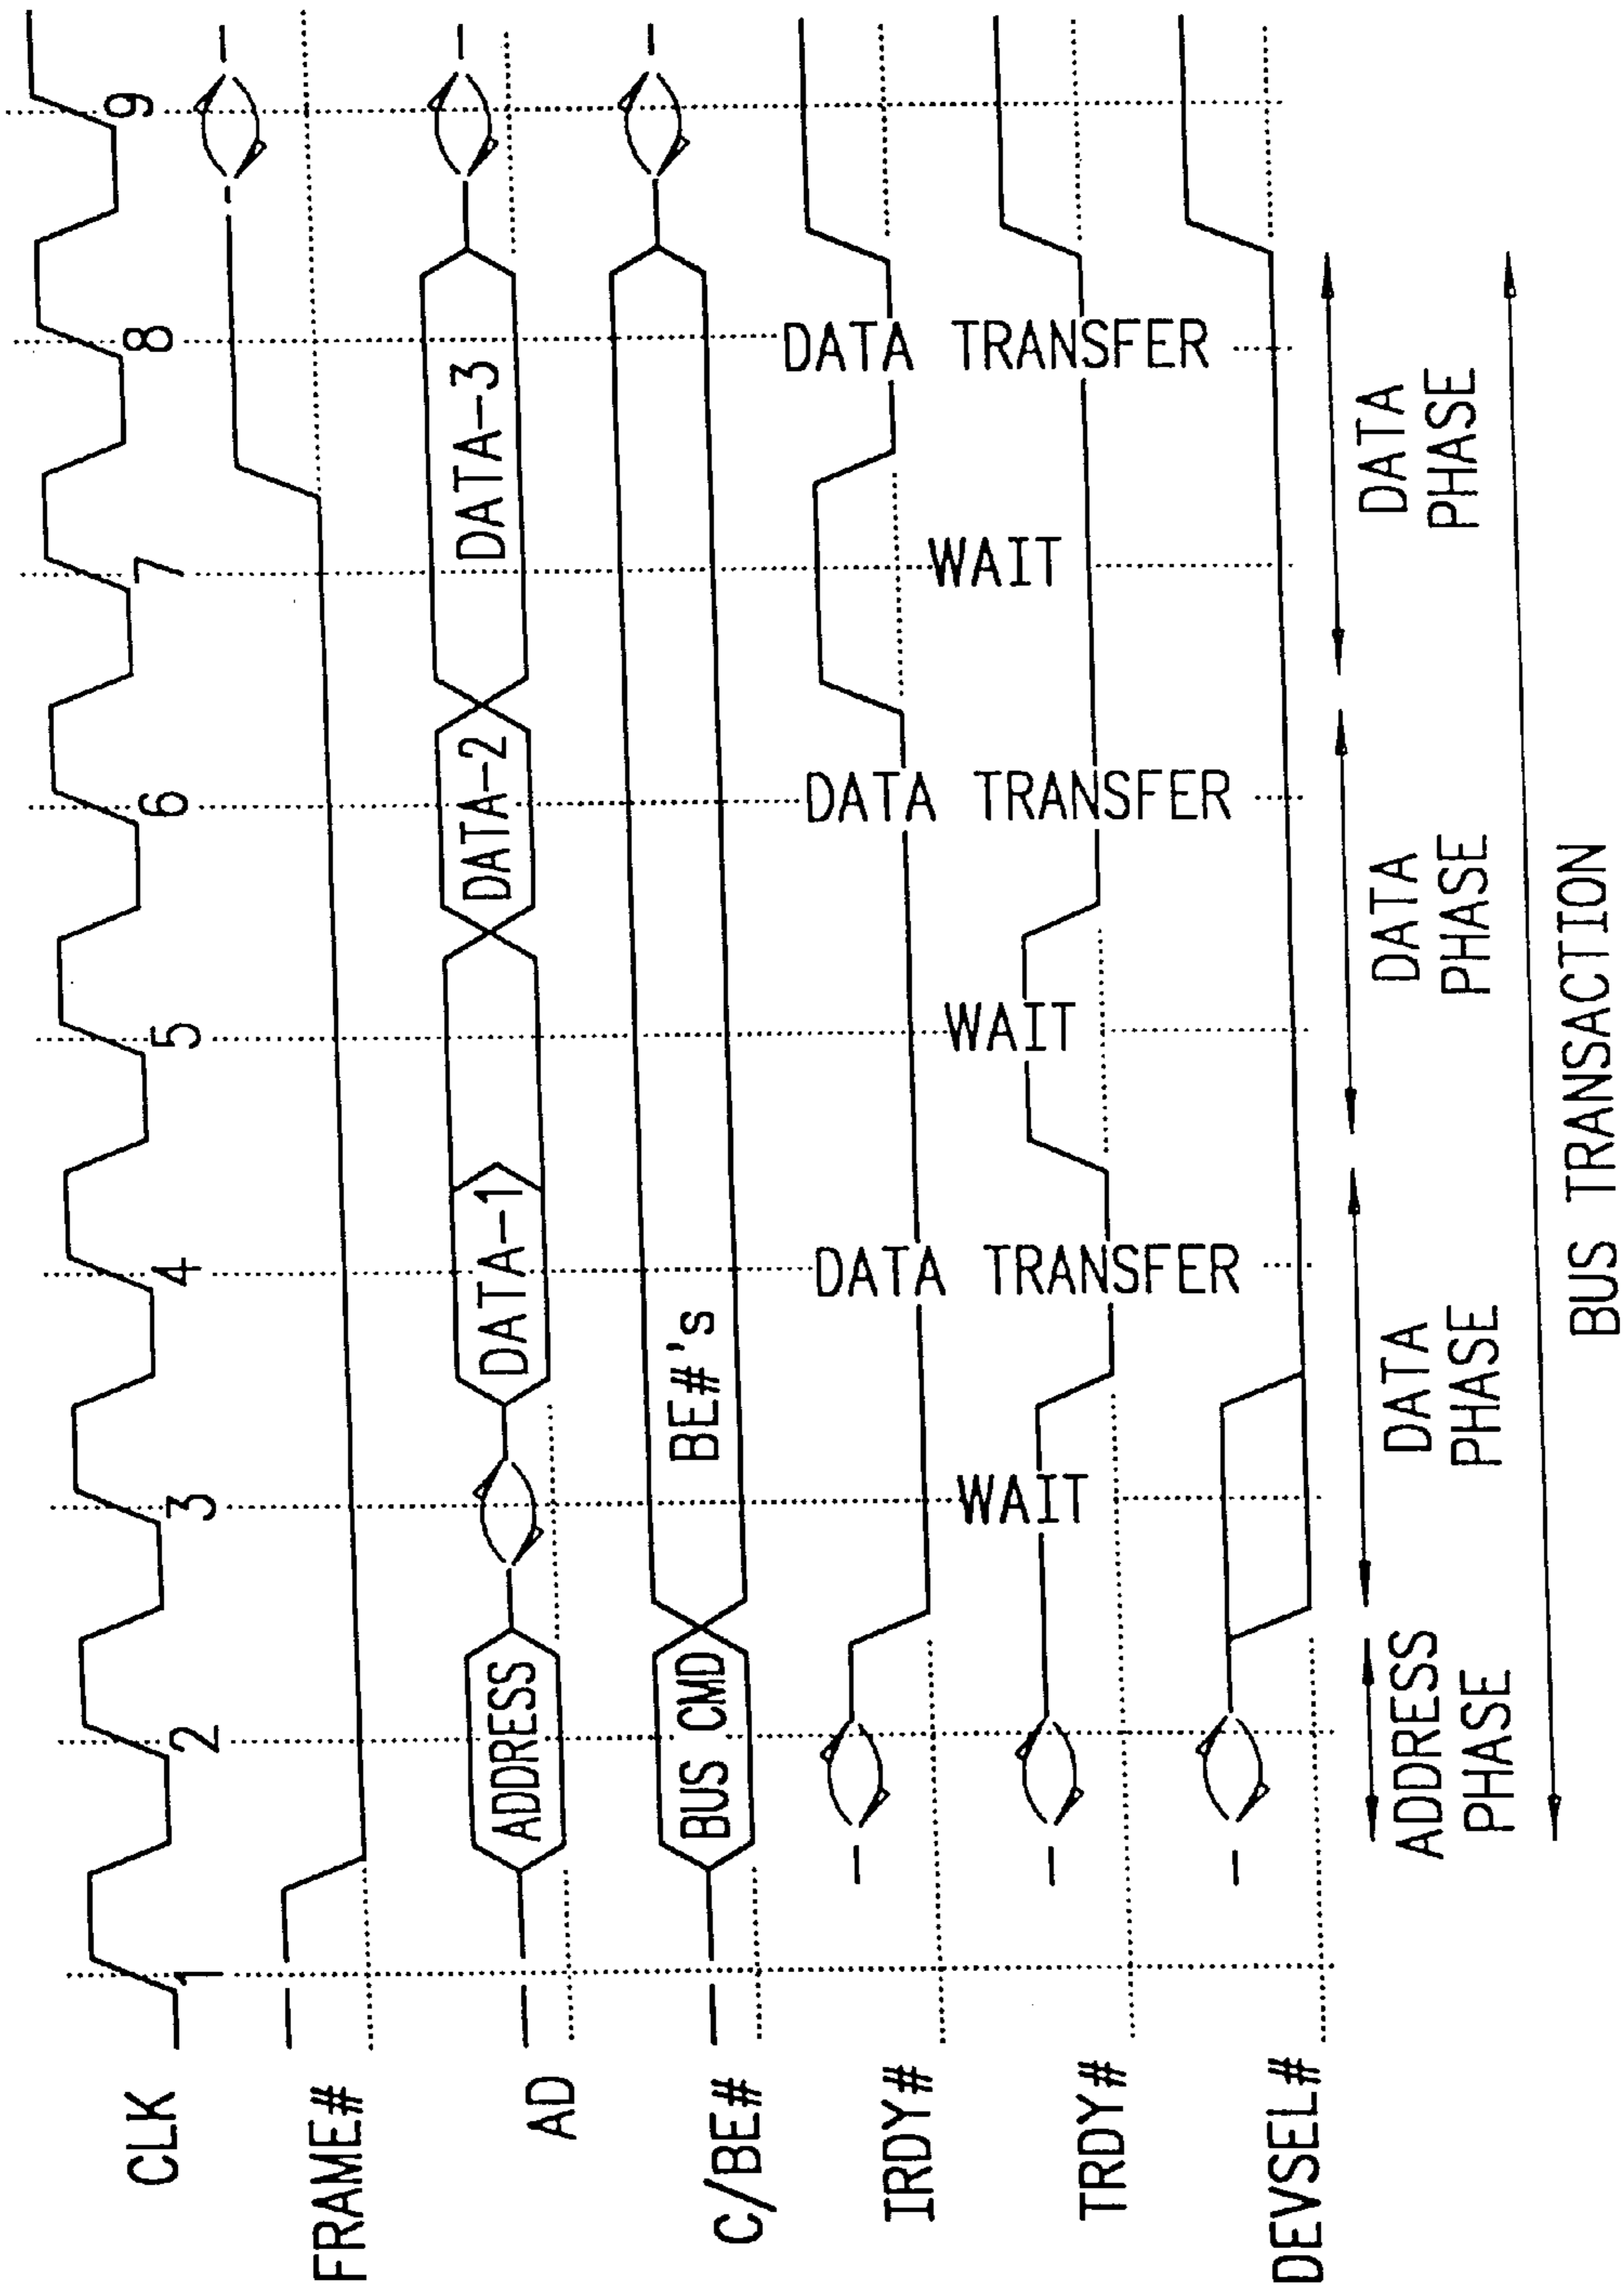 CLK
1 2 3 4 5 6 7 8 9
FRAME#
AD
ADDRESS DATA-1 DATA-2 DATA-3
C/BE#
BUS CMD BE#'s
IRDY#
DATA TRANSFER DATA TRANSFER DATA TRANSFER
WAIT WAIT WAIT
TRDY#
DEVSEL#
ADDRESS
PHASE
DATA
PHASE
DATA
PHASE
DATA
PHASE
BUS TRANSACTION